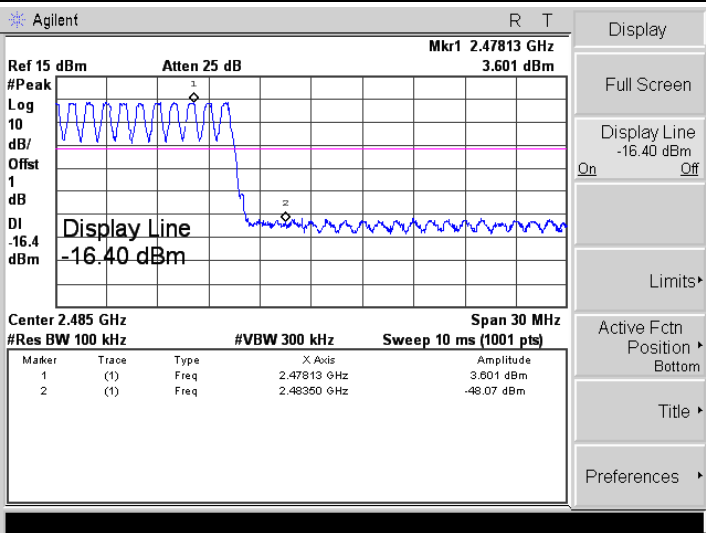 Agilent R T
Mkr1 2.47813 GHz
Ref 15 dBm Atten 25 dB 3.601 dBm
#Peak
Log
10
dB/
Offst
1
dB
DI
-16.4
dBm
1
2
Display Line
-16.40 dBm
Center 2.485 GHz Span 30 MHz
#Res BW 100 kHz #VBW 300 kHz Sweep 10 ms (1001 pts)
Marker Trace Type X Axis Amplitude
1 (1) Freq 2.47813 GHz 3.601 dBm
2 (1) Freq 2.48350 GHz -48.07 dBm
Display
Full Screen
Display Line
-16.40 dBm
On Off
Limits
Active Fctn
Position
Bottom
Title
Preferences